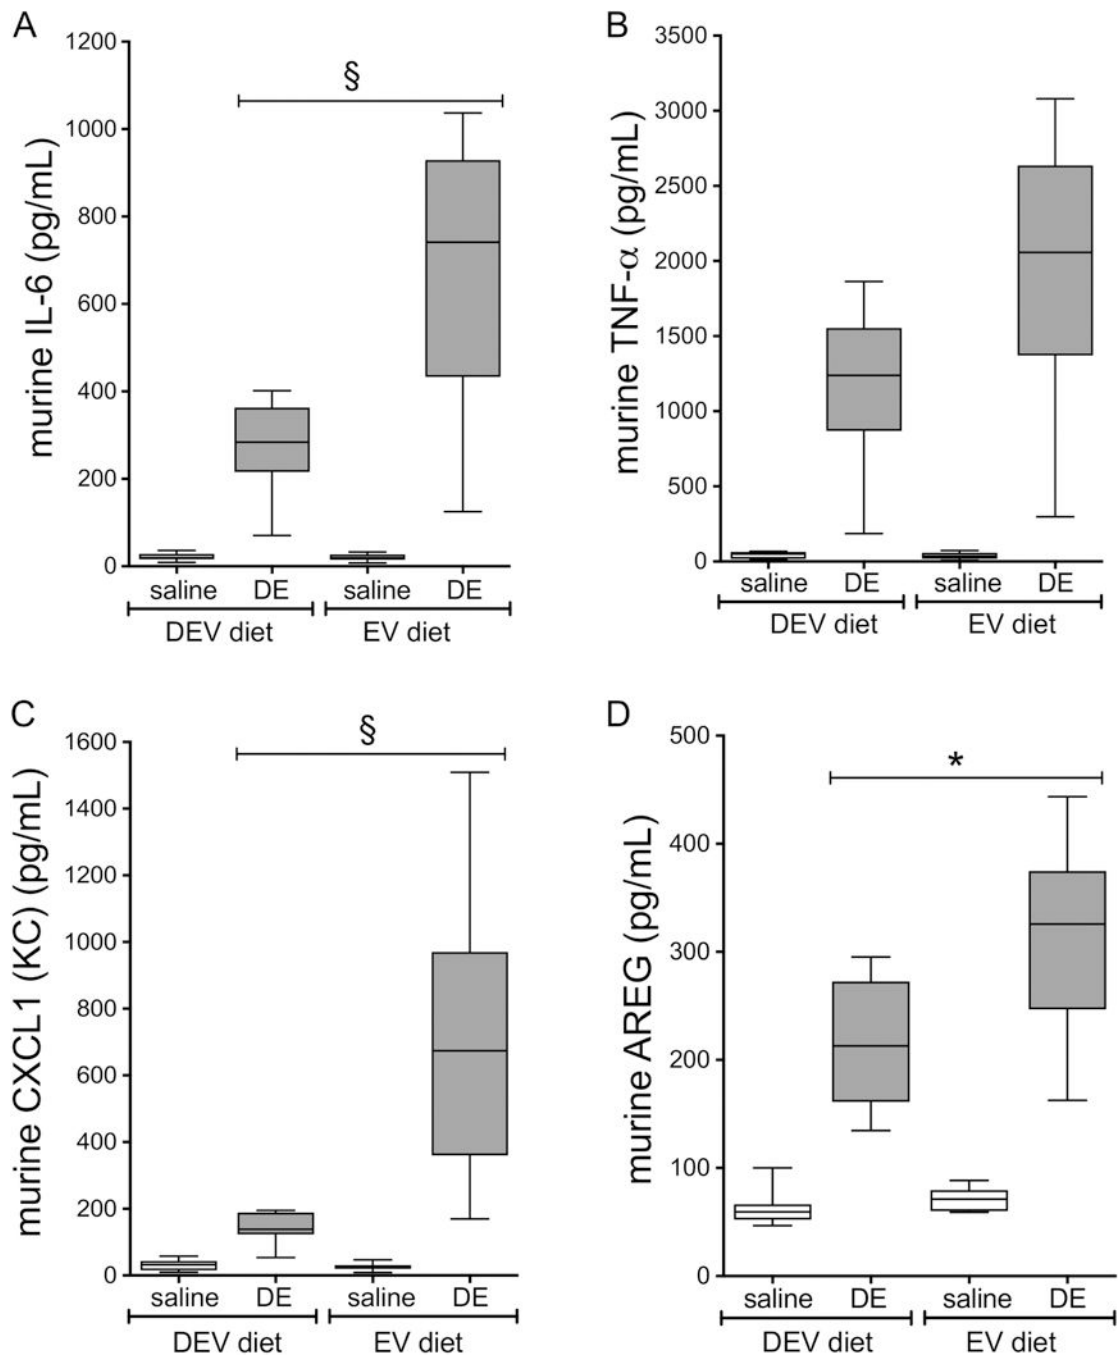 A
murine IL-6 (pg/mL)
1200
1000
800
600
400
200
0
§
saline DE saline DE
DEV diet EV diet
B
murine TNF-α (pg/mL)
3500
3000
2500
2000
1500
1000
500
0
saline DE saline DE
DEV diet EV diet
C
murine CXCL1 (KC) (pg/mL)
1600
1400
1200
1000
800
600
400
200
0
§
saline DE saline DE
DEV diet EV diet
D
murine AREG (pg/mL)
500
400
300
200
100
0
*
saline DE saline DE
DEV diet EV diet